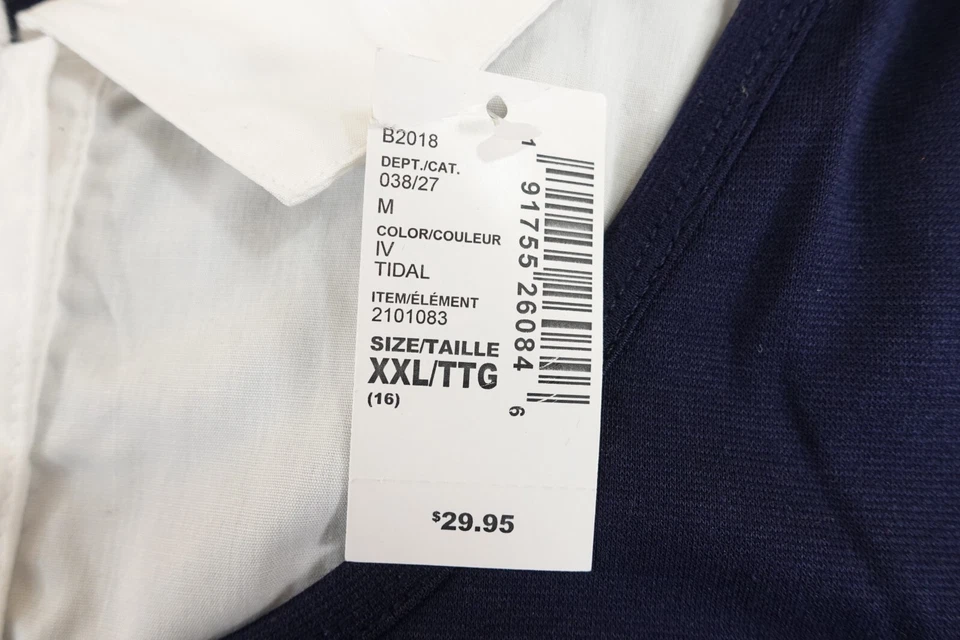 B2018
DEPT./CAT.
038/27
M
COLOR/COULEUR
IV
TIDAL
ITEM/ÉLÉMENT
2101083
SIZE/TAILLE
XXL/TTG
(16)
1 91755 26084 6
$29.95